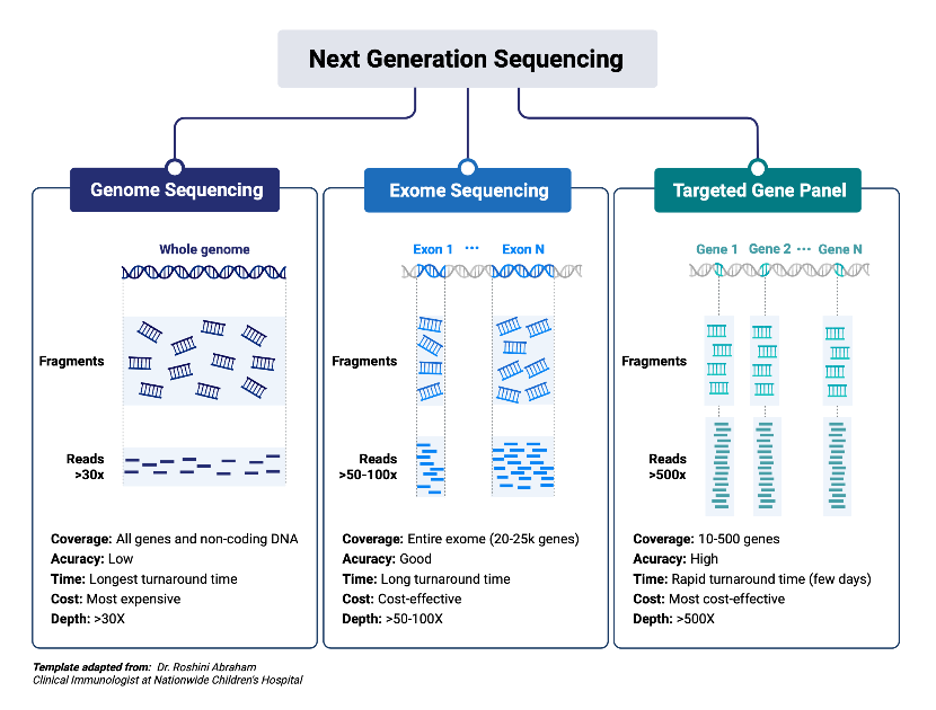 Next Generation Sequencing
Genome Sequencing
Whole genome
Fragments
Reads
>30x
Coverage: All genes and non-coding DNA
Acuracy: Low
Time: Longest turnaround time
Cost: Most expensive
Depth: >30X
Exome Sequencing
Exon 1 ··· Exon N
Fragments
Reads
>50-100x
Coverage: Entire exome (20-25k genes)
Acuracy: Good
Time: Long turnaround time
Cost: Cost-effective
Depth: >50-100X
Targeted Gene Panel
Gene 1 Gene 2 ··· Gene N
Fragments
Reads
>500x
Coverage: 10-500 genes
Acuracy: High
Time: Rapid turnaround time (few days)
Cost: Most cost-effective
Depth: >500X
Template adapted from: Dr. Roshini Abraham
Clinical Immunologist at Nationwide Children's Hospital